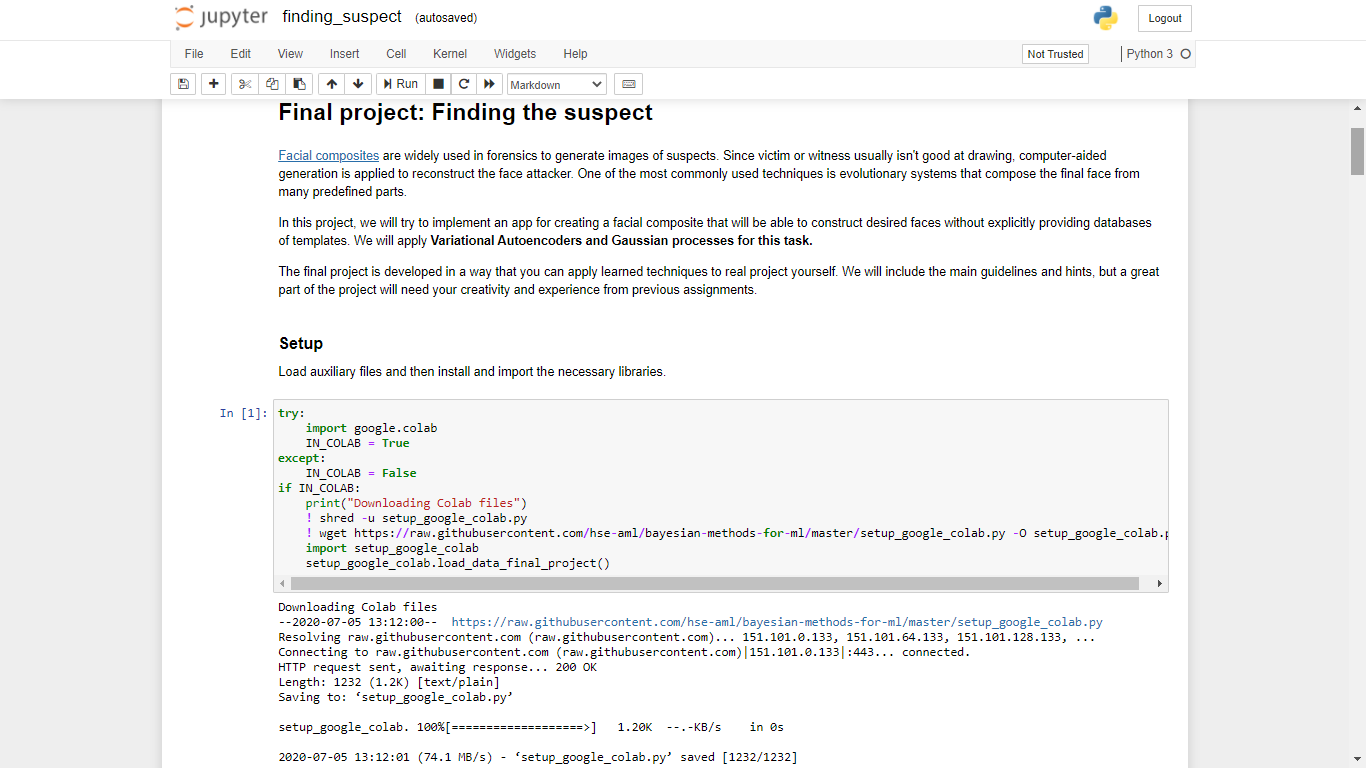 jupyter finding_suspect (autosaved) Logout
File Edit View Insert Cell Kernel Widgets Help Not Trusted Python 3
Run Markdown
Final project: Finding the suspect
Facial composites are widely used in forensics to generate images of suspects. Since victim or witness usually isn't good at drawing, computer-aided
generation is applied to reconstruct the face attacker. One of the most commonly used techniques is evolutionary systems that compose the final face from
many predefined parts.
In this project, we will try to implement an app for creating a facial composite that will be able to construct desired faces without explicitly providing databases
of templates. We will apply Variational Autoencoders and Gaussian processes for this task.
The final project is developed in a way that you can apply learned techniques to real project yourself. We will include the main guidelines and hints, but a great
part of the project will need your creativity and experience from previous assignments.
Setup
Load auxiliary files and then install and import the necessary libraries.
In [1]: try:
    import google.colab
    IN_COLAB = True
except:
    IN_COLAB = False
if IN_COLAB:
    print("Downloading Colab files")
    ! shred -u setup_google_colab.py
    ! wget https://raw.githubusercontent.com/hse-aml/bayesian-methods-for-ml/master/setup_google_colab.py -O setup_google_colab.p
    import setup_google_colab
    setup_google_colab.load_data_final_project()
Downloading Colab files
--2020-07-05 13:12:00--  https://raw.githubusercontent.com/hse-aml/bayesian-methods-for-ml/master/setup_google_colab.py
Resolving raw.githubusercontent.com (raw.githubusercontent.com)... 151.101.0.133, 151.101.64.133, 151.101.128.133, ...
Connecting to raw.githubusercontent.com (raw.githubusercontent.com)|151.101.0.133|:443... connected.
HTTP request sent, awaiting response... 200 OK
Length: 1232 (1.2K) [text/plain]
Saving to: ‘setup_google_colab.py’
setup_google_colab. 100%[===================>]   1.20K  --.-KB/s    in 0s
2020-07-05 13:12:01 (74.1 MB/s) - ‘setup_google_colab.py’ saved [1232/1232]